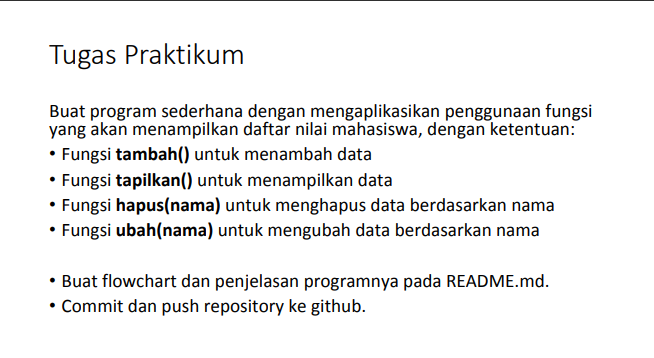 Tugas Praktikum
Buat program sederhana dengan mengaplikasikan penggunaan fungsi
yang akan menampilkan daftar nilai mahasiswa, dengan ketentuan:
• Fungsi tambah() untuk menambah data
• Fungsi tapilkan() untuk menampilkan data
• Fungsi hapus(nama) untuk menghapus data berdasarkan nama
• Fungsi ubah(nama) untuk mengubah data berdasarkan nama
• Buat flowchart dan penjelasan programnya pada README.md.
• Commit dan push repository ke github.